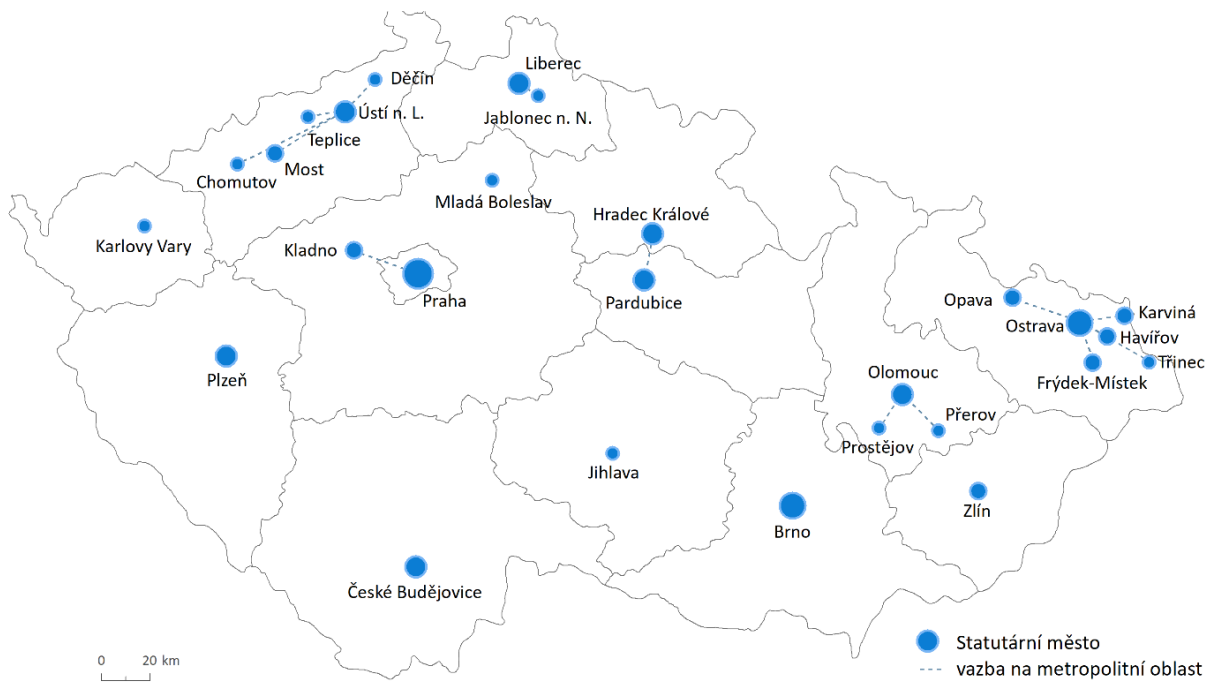 Liberec
Děčín
Ústí n. L.
Jablonec n. N.
Teplice
Most
Chomutov
Mladá Boleslav
Hradec Králové
Karlovy Vary
Kladno
Praha
Pardubice
Opava
Karviná
Ostrava
Havířov
Třinec
Frýdek-Místek
Plzeň
Olomouc
Přerov
Prostějov
Jihlava
Zlín
Brno
České Budějovice
Statutární město
vazba na metropolitní oblast
0 20 km